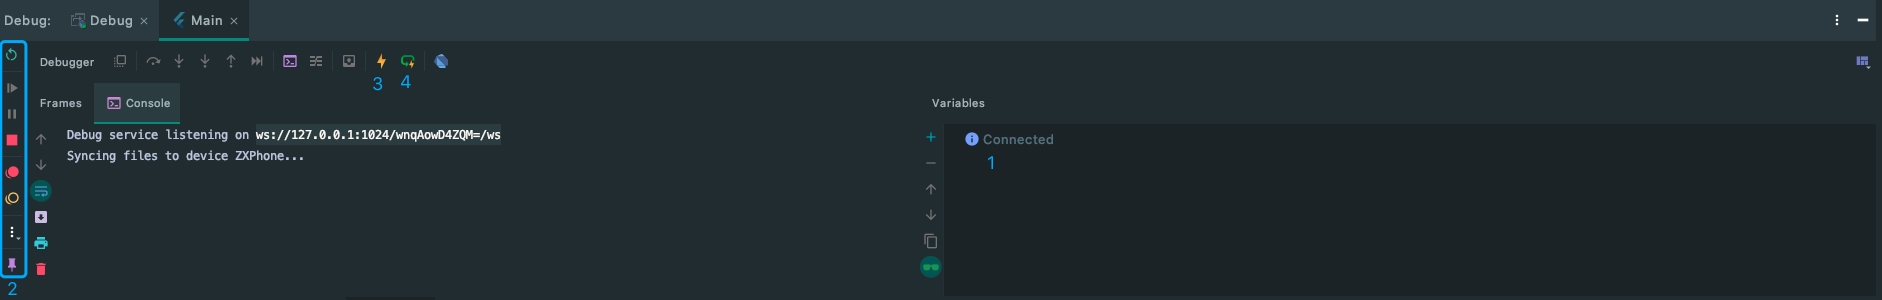 Debug:
Debug
Main
Debugger
3
4
Frames
Console
Variables
Debug service listening on ws://127.0.0.1:1024/wnqAowD4ZQM=/ws
Syncing files to device ZXPhone...
Connected
1
2